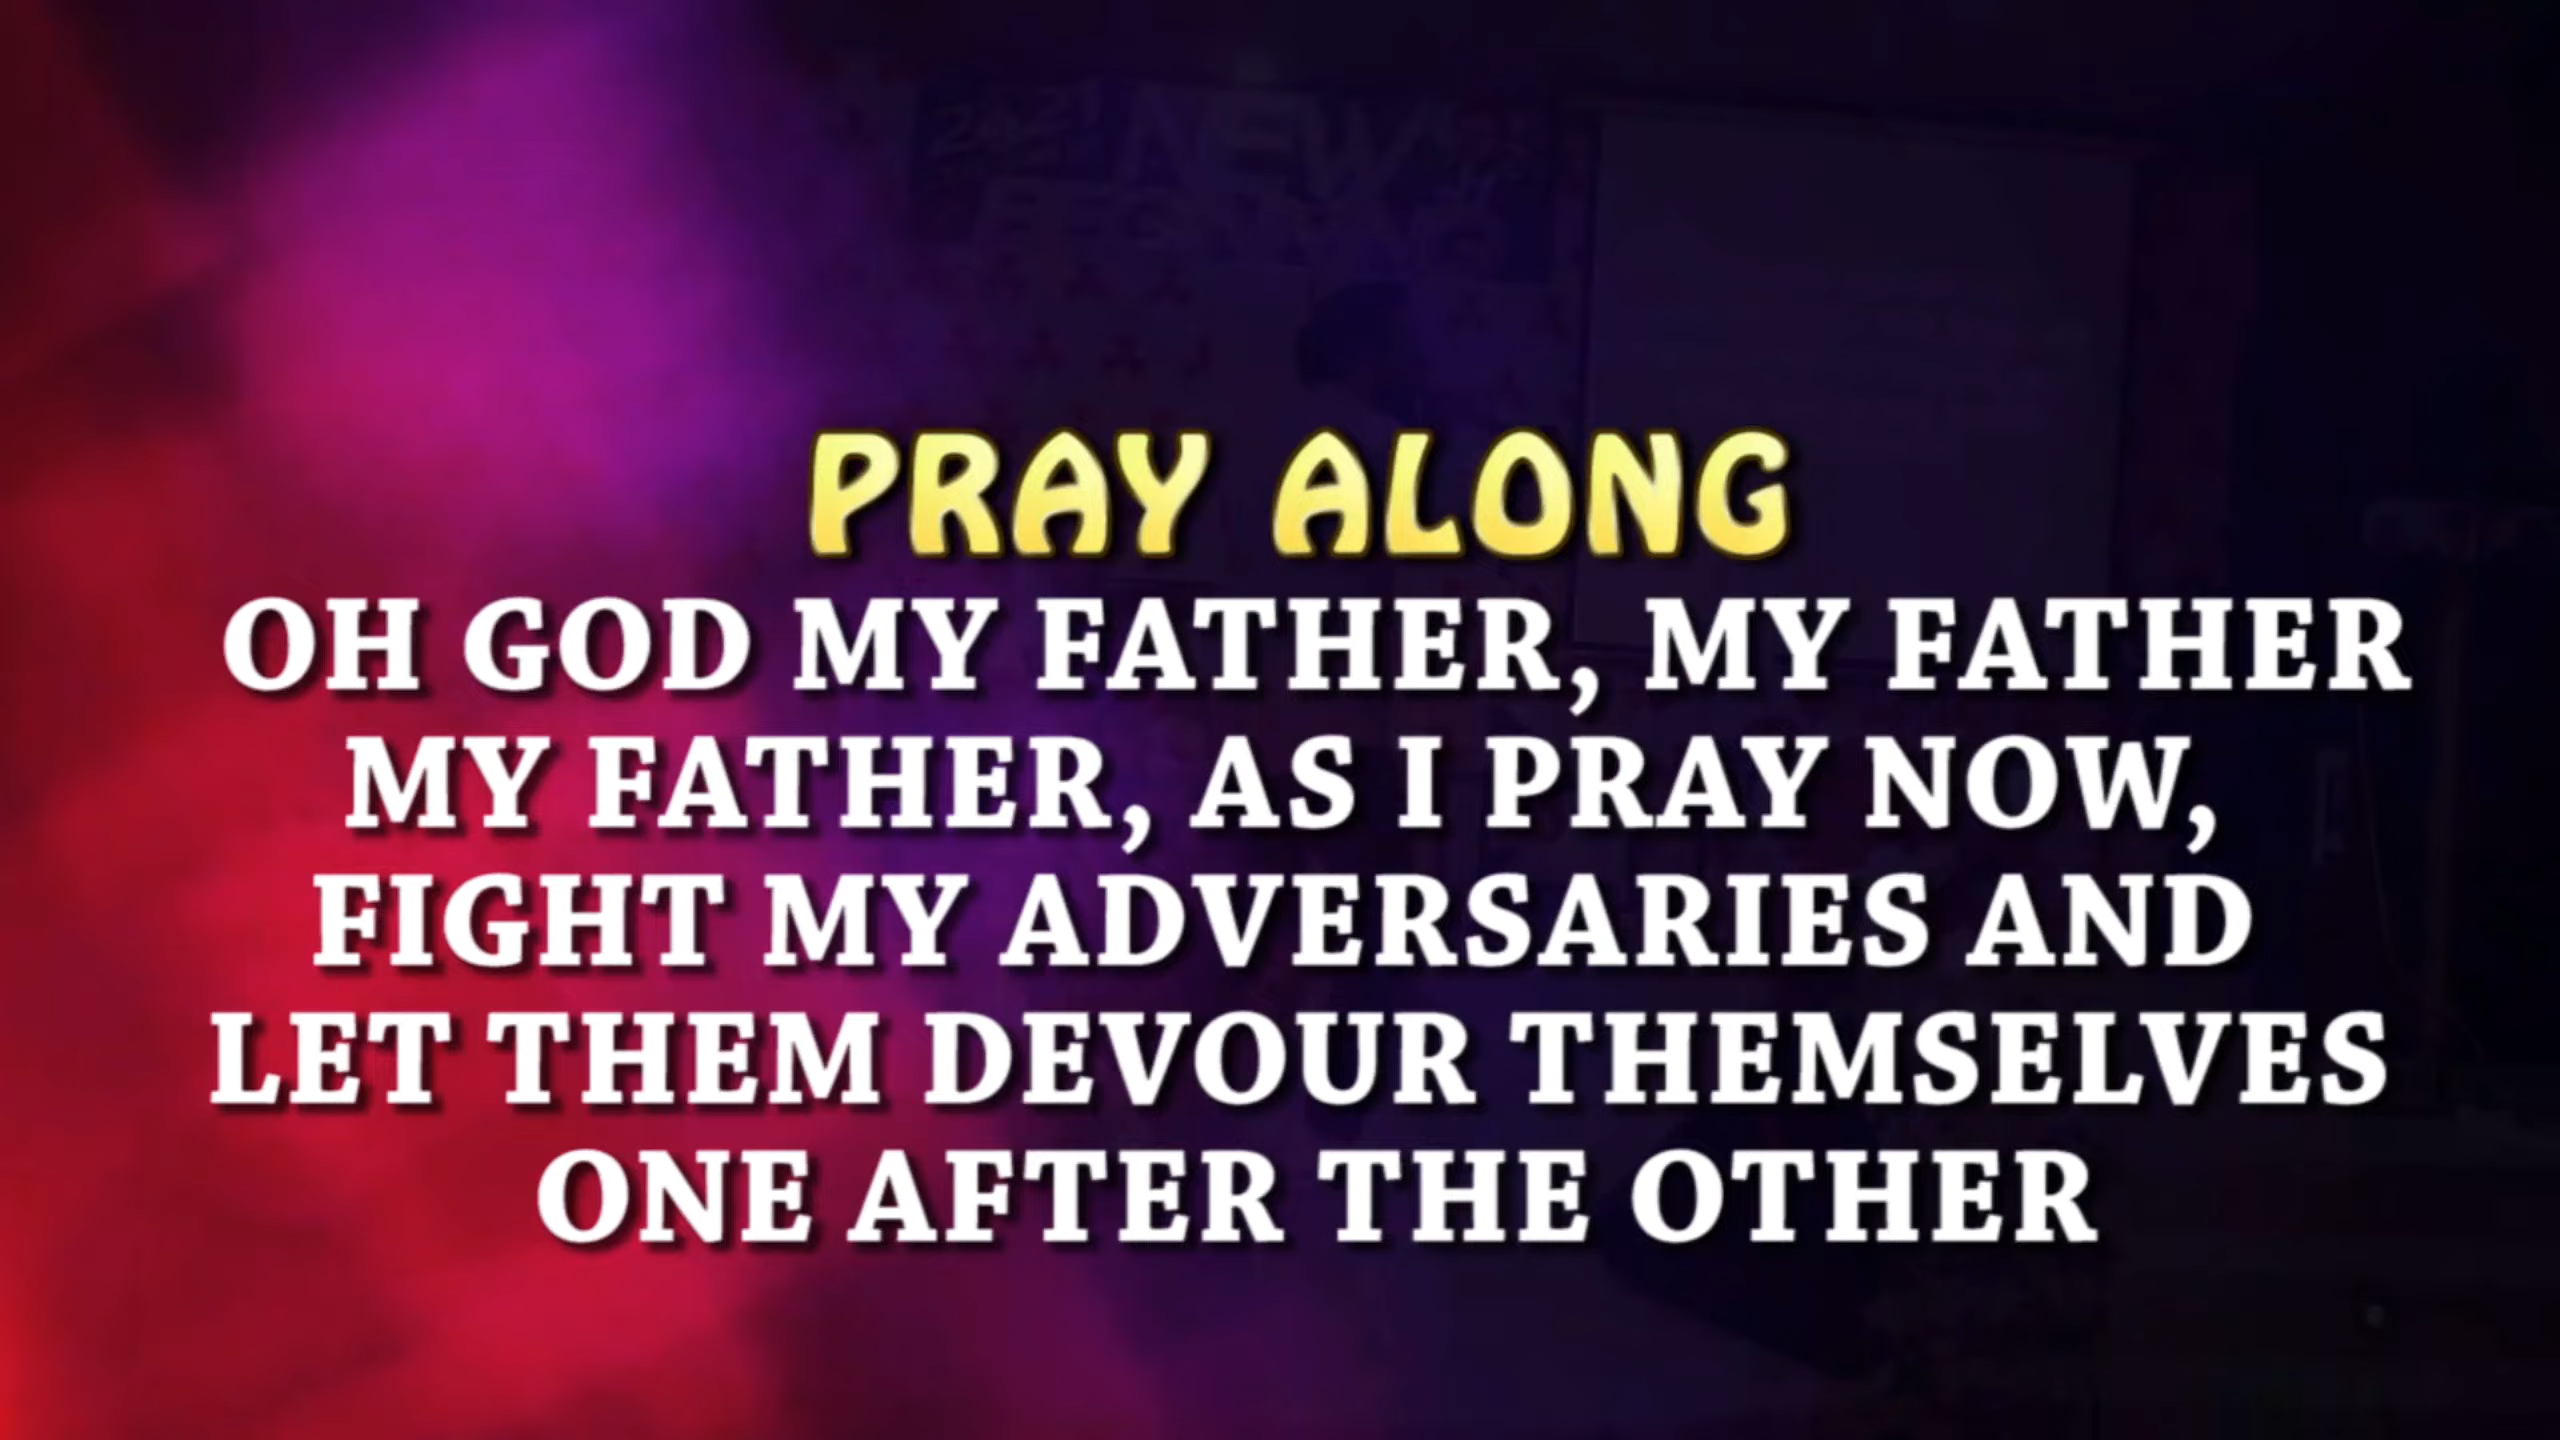 PRAY ALONG
OH GOD MY FATHER, MY FATHER
MY FATHER, AS I PRAY NOW,
FIGHT MY ADVERSARIES AND
LET THEM DEVOUR THEMSELVES
ONE AFTER THE OTHER